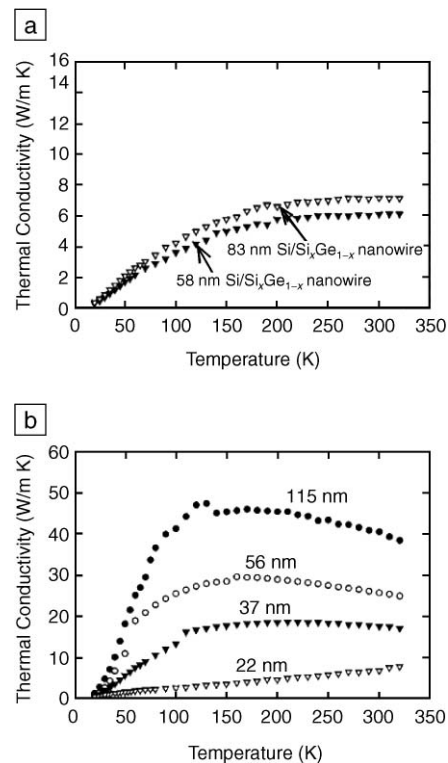 a
Thermal Conductivity (W/m K)
16
14
12
10
8
6
4
2
0
83 nm Si/SiₓGe₁₋ₓ nanowire
58 nm Si/SiₓGe₁₋ₓ nanowire
0 50 100 150 200 250 300 350
Temperature (K)
b
Thermal Conductivity (W/m K)
60
50
40
30
20
10
0
115 nm
56 nm
37 nm
22 nm
0 50 100 150 200 250 300 350
Temperature (K)